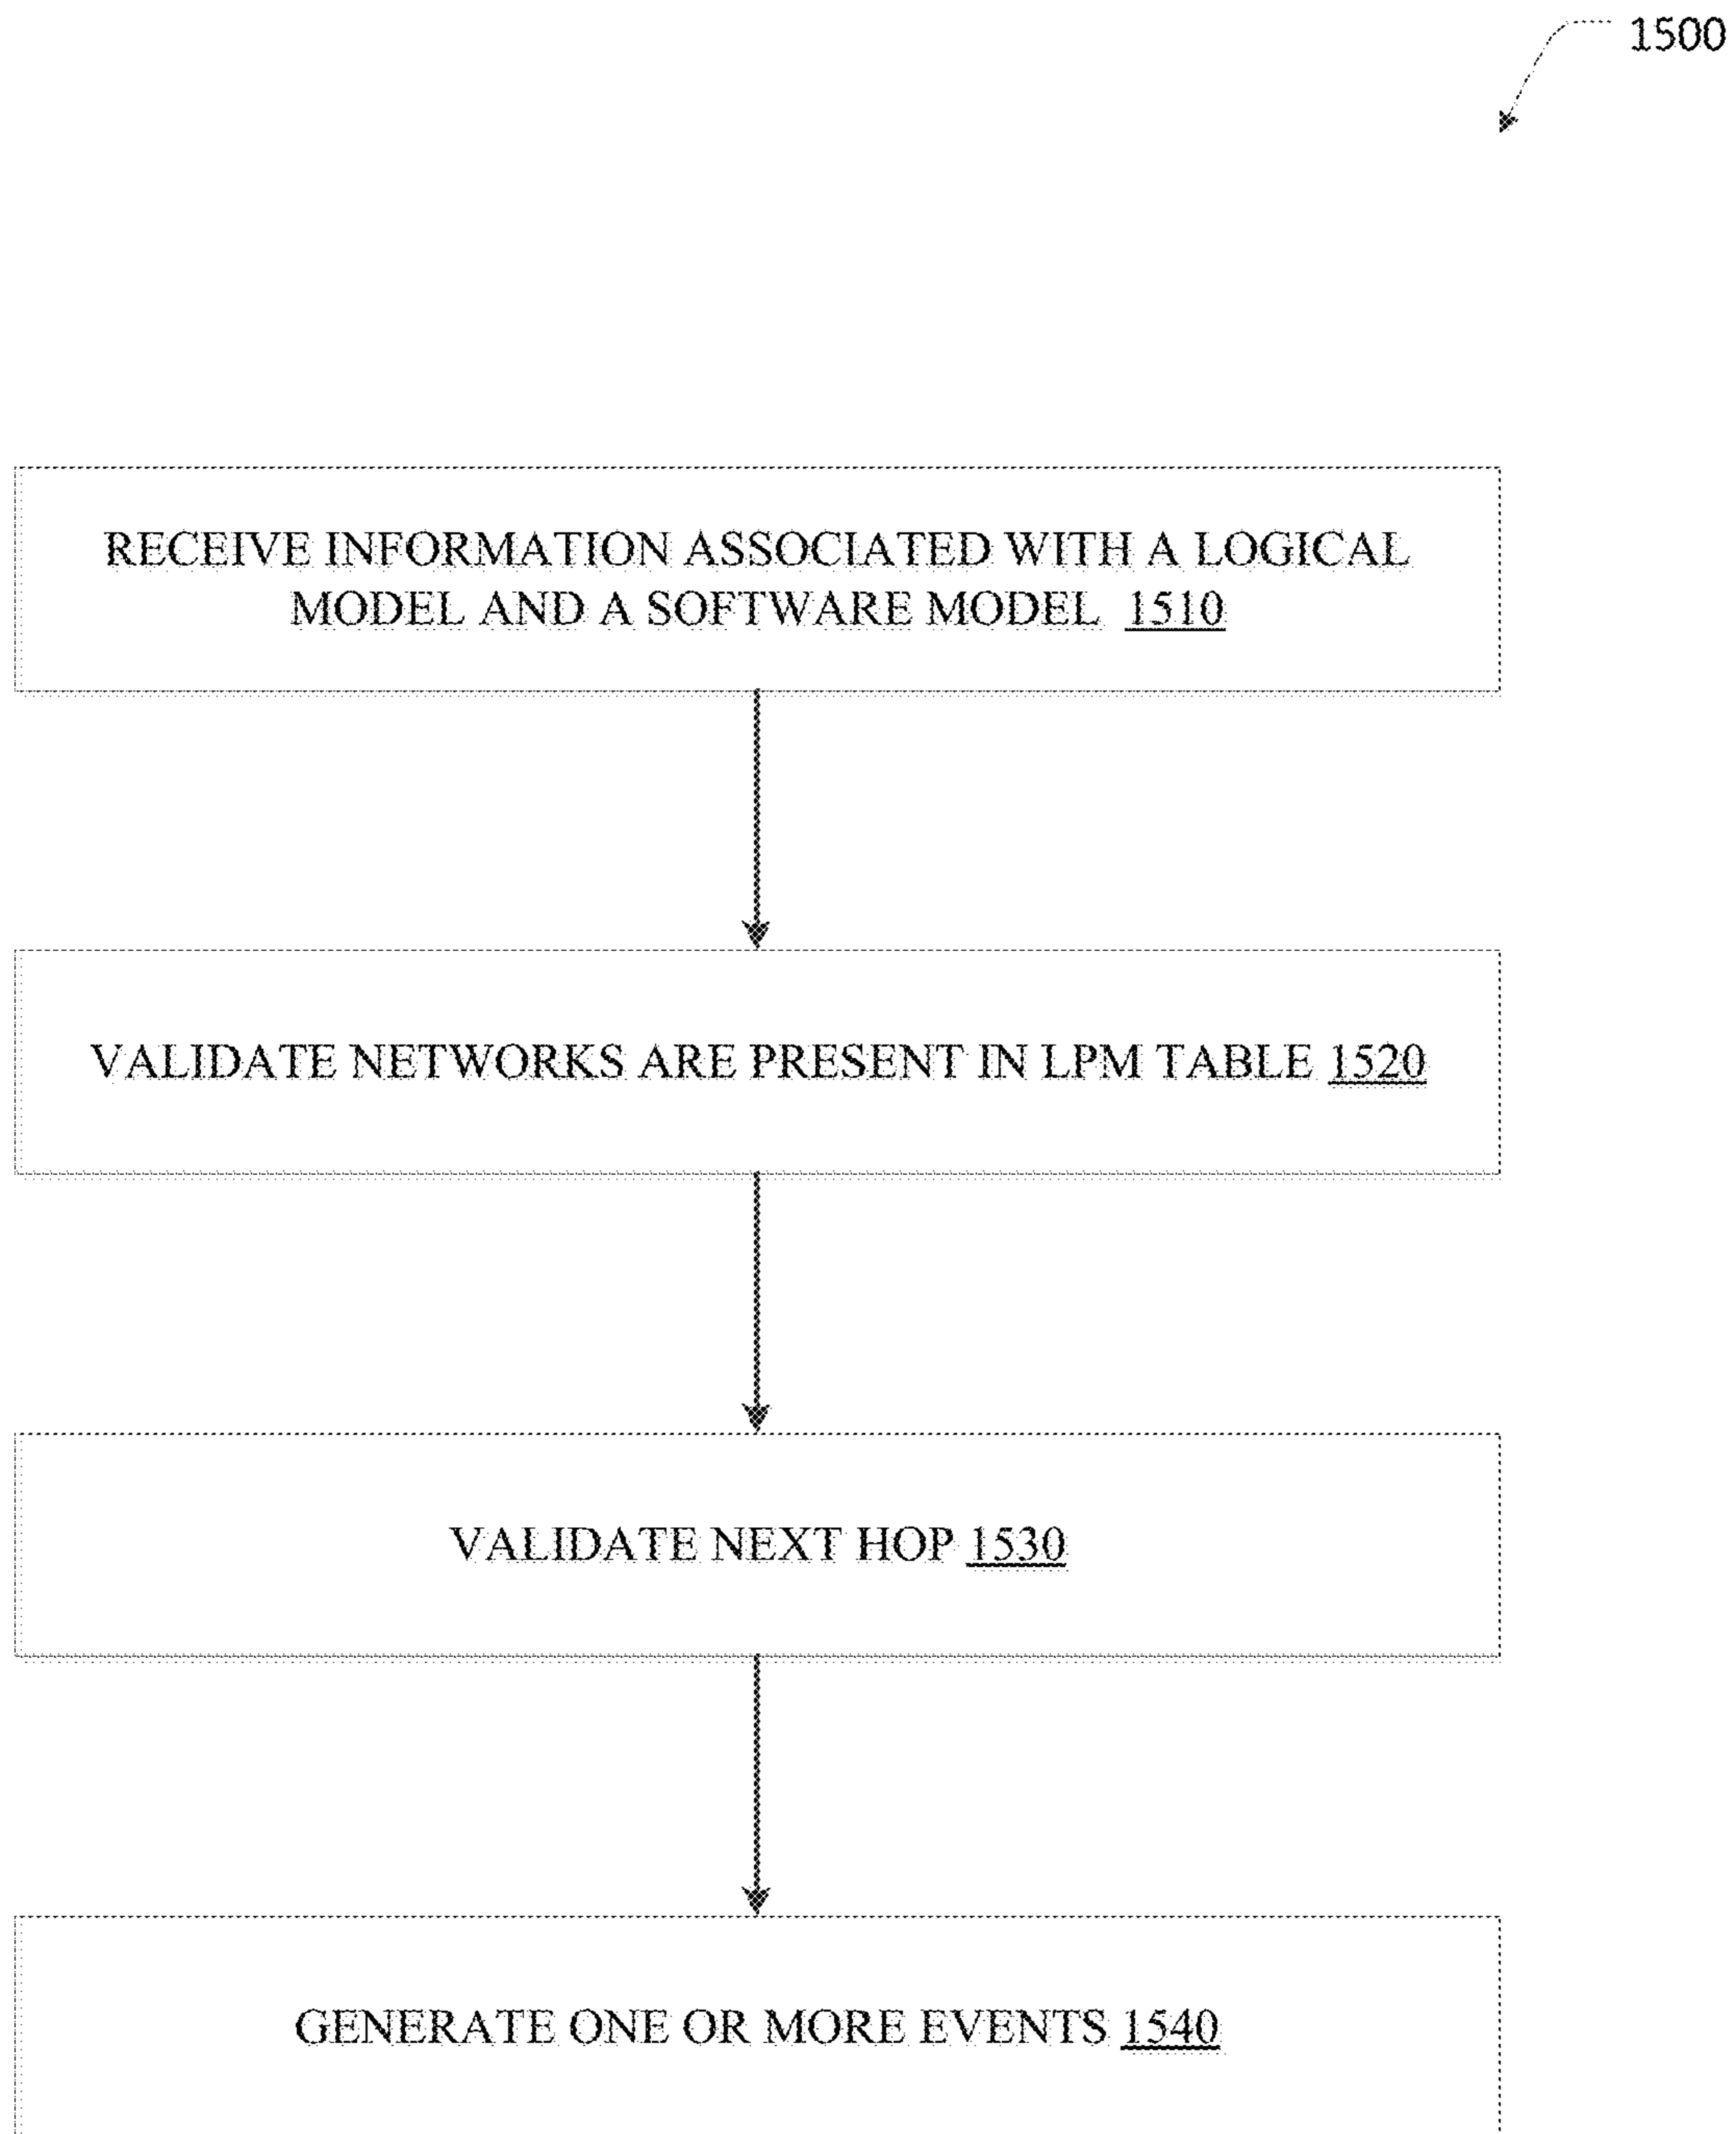 1500
RECEIVE INFORMATION ASSOCIATED WITH A LOGICAL
MODEL AND A SOFTWARE MODEL 1510
VALIDATE NETWORKS ARE PRESENT IN LPM TABLE 1520
VALIDATE NEXT HOP 1530
GENERATE ONE OR MORE EVENTS 1540